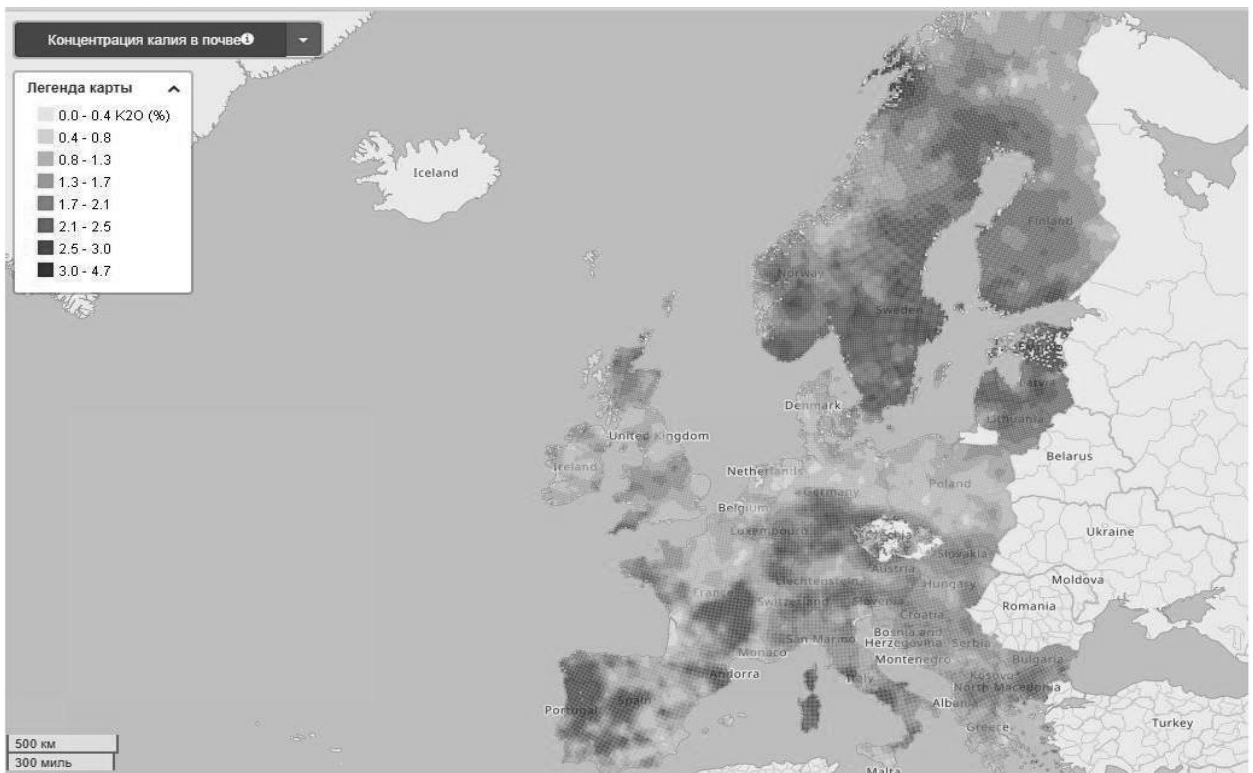 Концентрация калия в почве
Легенда карты
0.0 - 0.4 K2O (%)
0.4 - 0.8
0.8 - 1.3
1.3 - 1.7
1.7 - 2.1
2.1 - 2.5
2.5 - 3.0
3.0 - 4.7
Iceland
Finland
Norway
Sweden
Lithuania
Denmark
United Kingdom
Ireland
Belarus
Netherlands
Germany
Poland
Belgium
Luxembourg
Ukraine
Slovakia
Austria
Moldova
Liechtenstein
Hungary
Switzerland
Slovenia
Romania
Croatia
San Marino
Bosnia and
Herzegovina
Serbia
Monaco
Montenegro
Bulgaria
Andorra
Italy
Kosovo
North Macedonia
Portugal
Spain
Greece
Turkey
Malta
500 км
300 миль